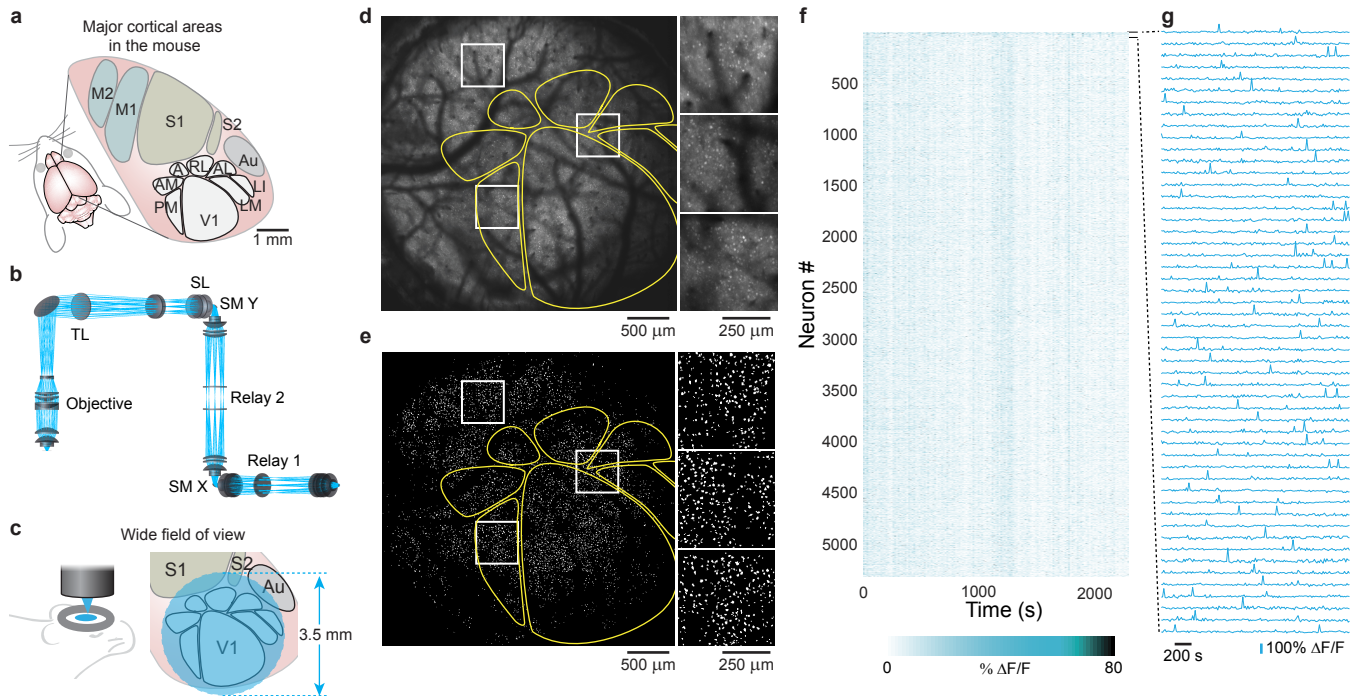 a
Major cortical areas
in the mouse
M2
M1
S1
S2
Au
A
RL
AL
AM
LI
PM
LM
V1
1 mm
b
SL
SM Y
TL
Objective
Relay 2
Relay 1
SM X
c
Wide field of view
S1
S2
Au
V1
3.5 mm
d
500 μm
250 μm
e
500 μm
250 μm
f
500
1000
1500
2000
2500
3000
3500
4000
4500
5000
Neuron #
0
1000
2000
Time (s)
0
80
% ΔF/F
g
200 s
100% ΔF/F